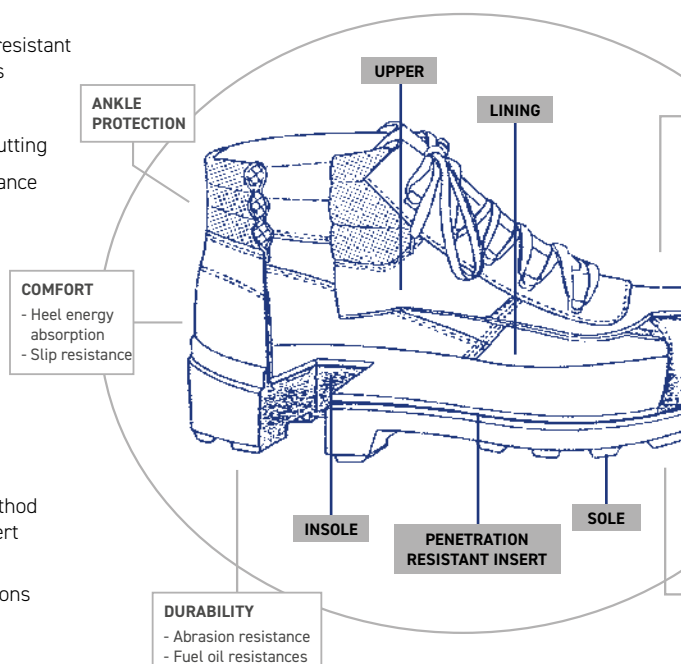 resistant
s
utting
ance
thod
ert
ons
UPPER
LINING
ANKLE
PROTECTION
COMFORT
- Heel energy
absorption
- Slip resistance
INSOLE
PENETRATION
RESISTANT INSERT
SOLE
DURABILITY
- Abrasion resistance
- Fuel oil resistances